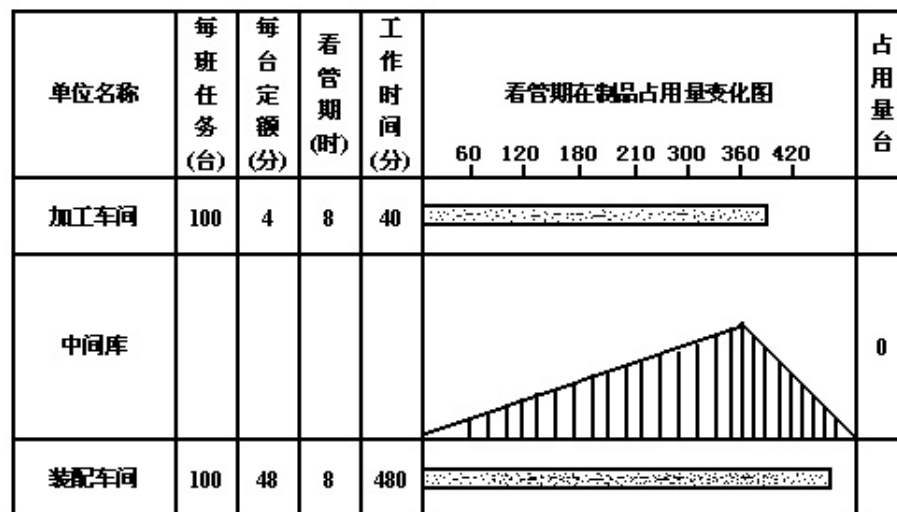 单位名称
每班任务(台)
每台定额(分)
看管期(时)
工作时间(分)
看管期在制品占用量变化图
60 120 180 210 300 360 420
占用量台
加工车间 100 4 8 40
中间库 0
装配车间 100 48 8 480